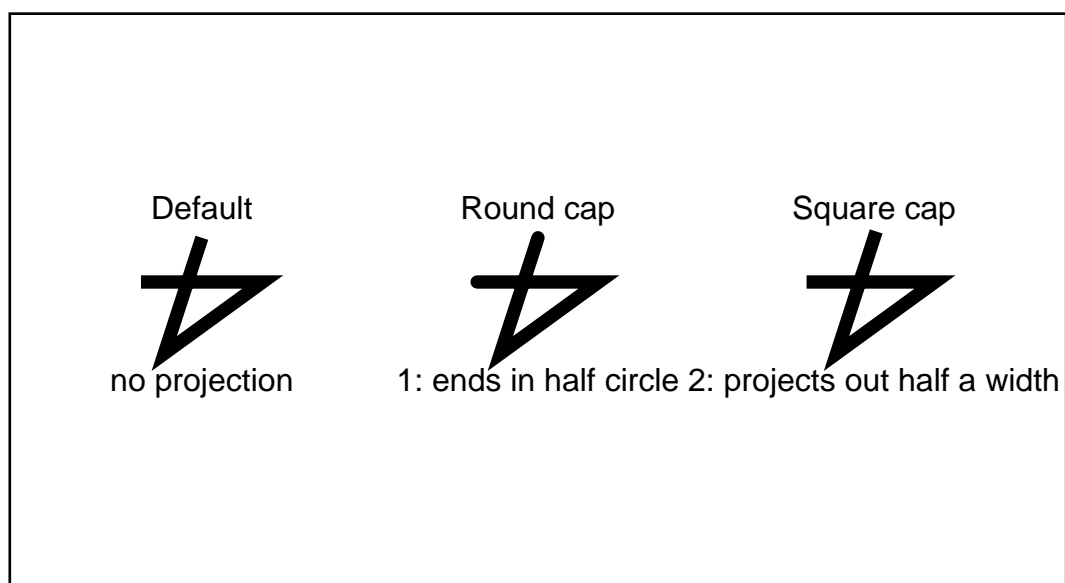 Default Round cap Square cap
no projection 1: ends in half circle 2: projects out half a width